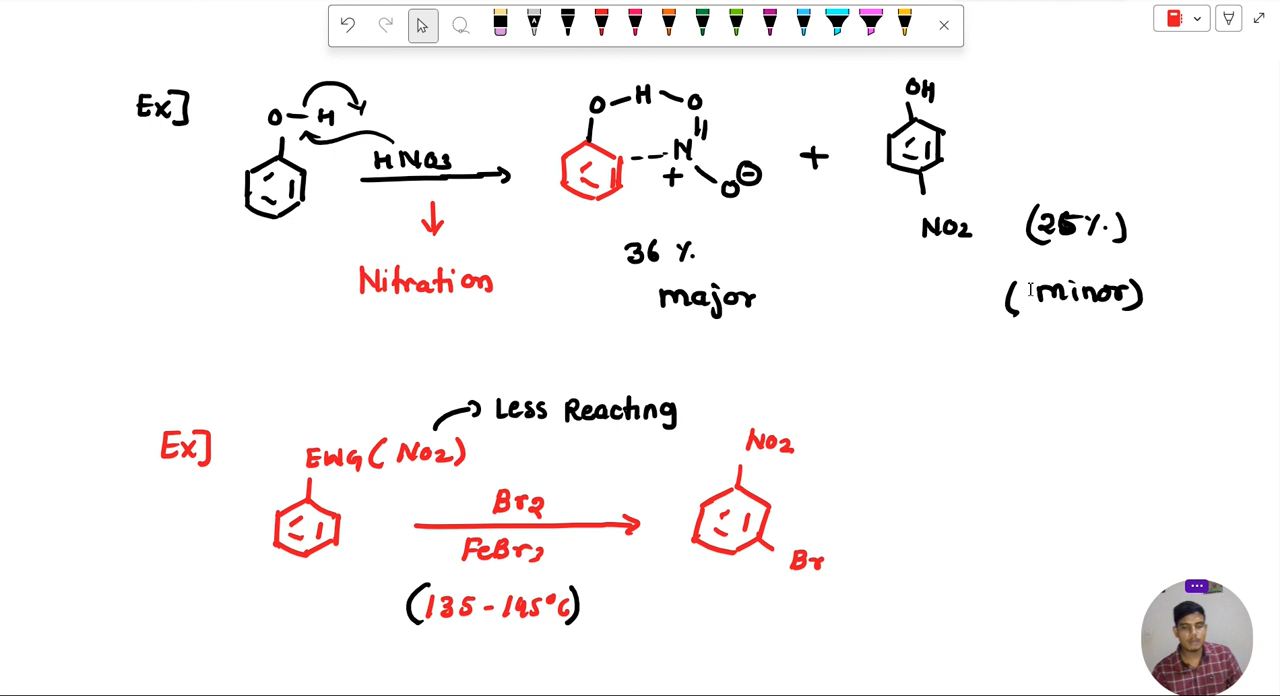 Ex]
O-H
HNO3
Nitration
O-H-O
N
+
O⊖
36 %
major
+
OH
NO2
(25%)
(minor)
Ex]
EWG (NO2)
Less Reacting
Br2
FeBr3
(135-145°C)
NO2
Br